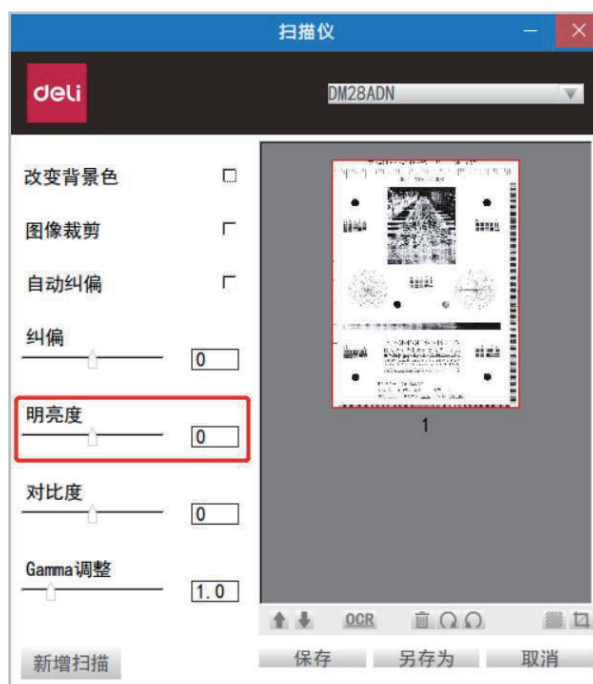 扫描仪
deli
DM28ADN
改变背景色
图像裁剪
自动纠偏
纠偏
0
明亮度
0
对比度
0
Gamma调整
1.0
1
OCR
新增扫描
保存
另存为
取消